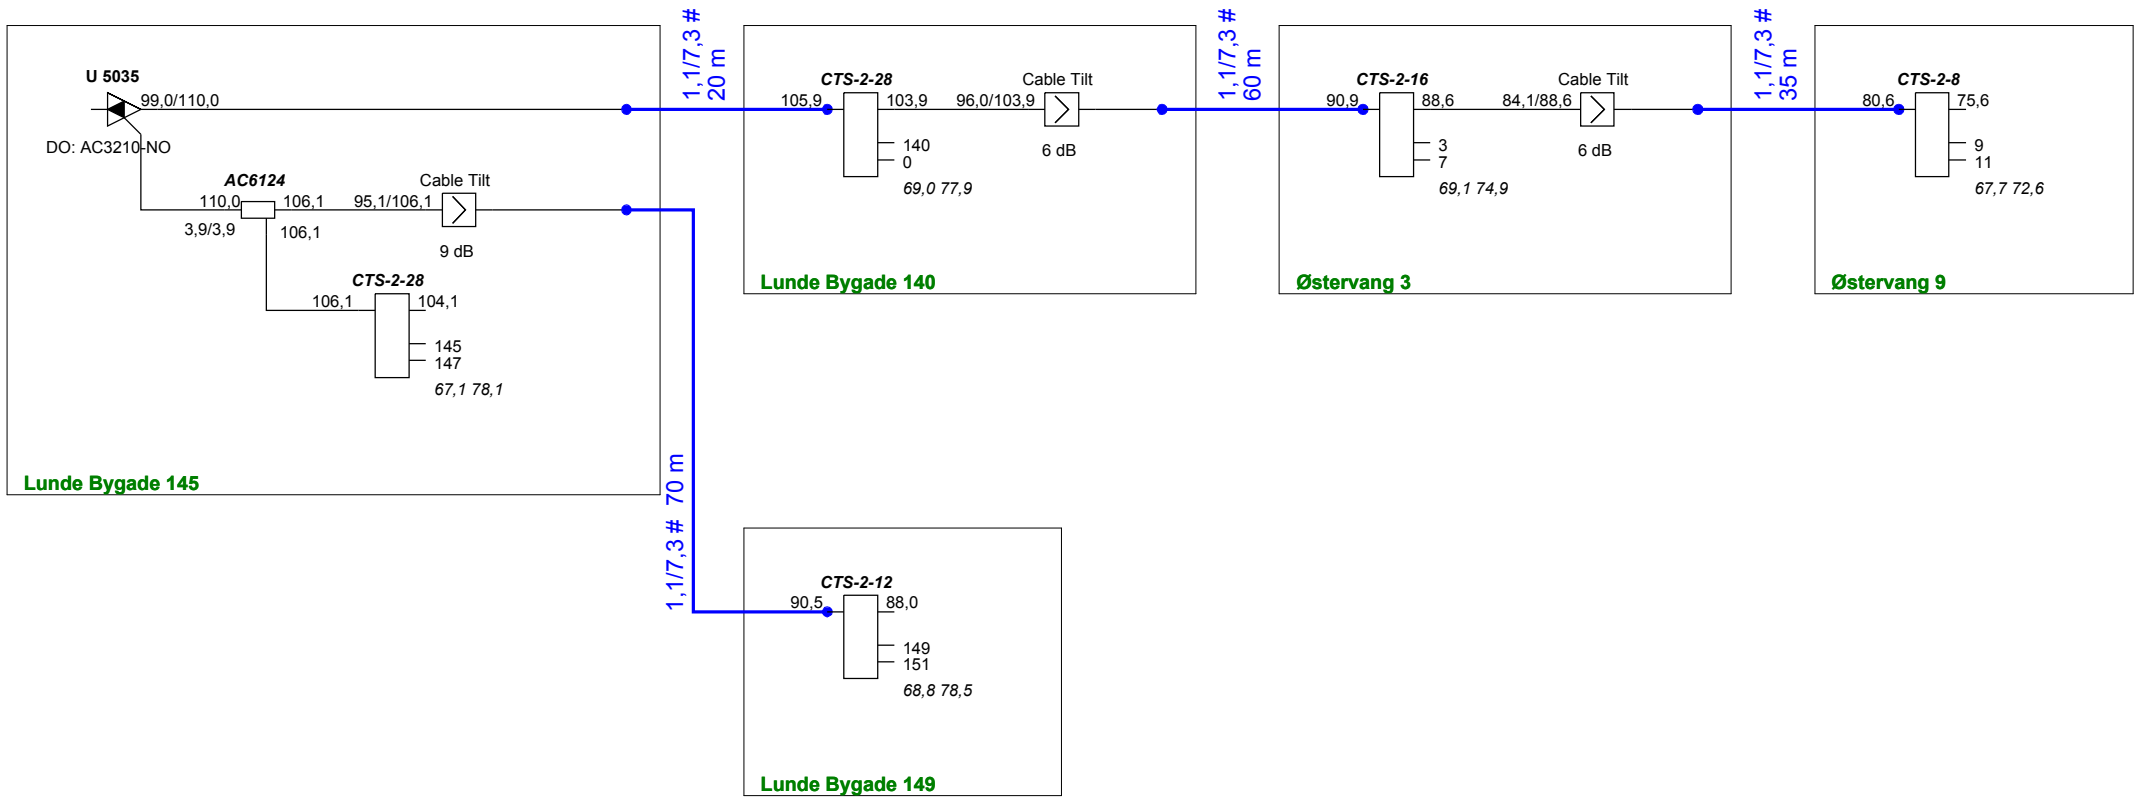 U 5035
99,0/110,0
DO: AC3210-NO
AC6124
110,0
106,1
3,9/3,9
106,1
95,1/106,1
Cable Tilt
9 dB
CTS-2-28
106,1
104,1
145
147
67,1 78,1
Lunde Bygade 145
1,1/7,3 #
20 m
CTS-2-28
105,9
103,9
140
0
69,0 77,9
96,0/103,9
Cable Tilt
6 dB
Lunde Bygade 140
1,1/7,3 #
60 m
CTS-2-16
90,9
88,6
3
7
69,1 74,9
84,1/88,6
Cable Tilt
6 dB
Østervang 3
1,1/7,3 #
35 m
CTS-2-8
80,6
75,6
9
11
67,7 72,6
Østervang 9
1,1/7,3 # 70 m
CTS-2-12
90,5
88,0
149
151
68,8 78,5
Lunde Bygade 149